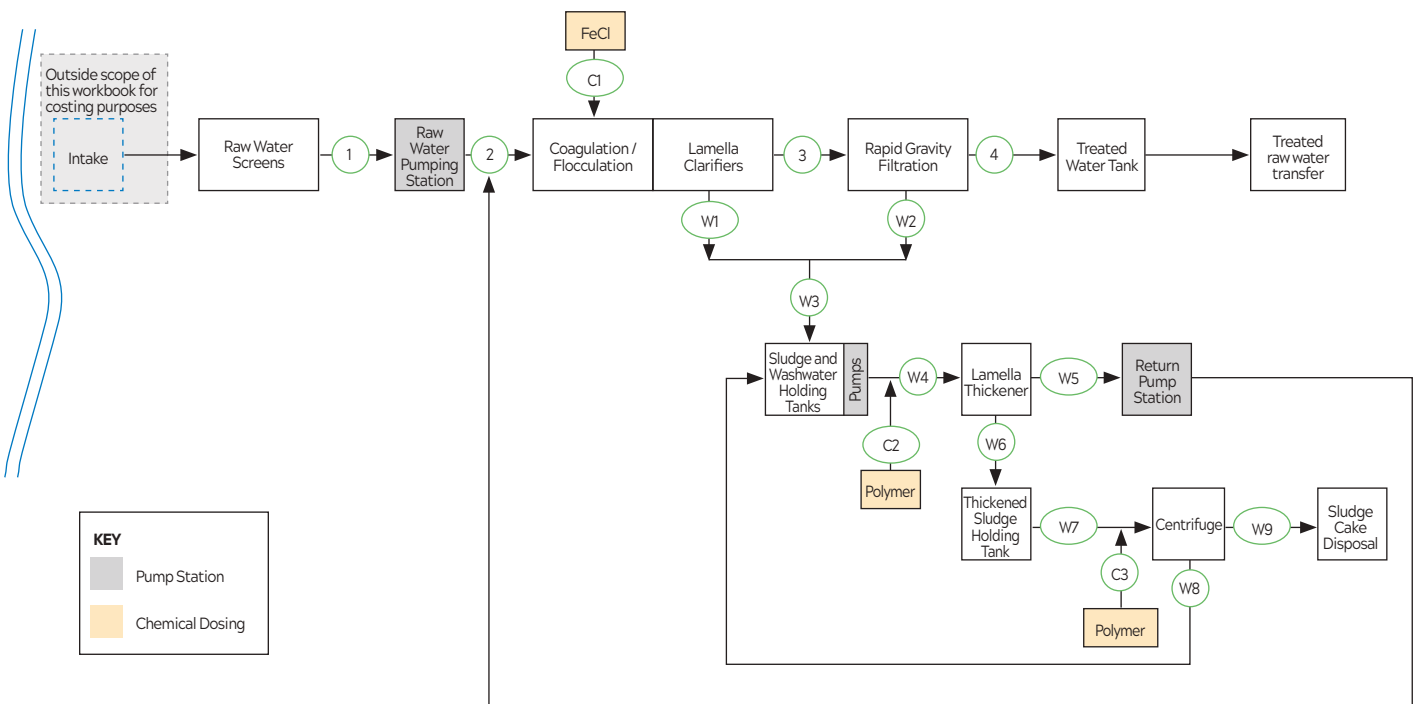 FeCl
C1
Outside scope of
this workbook for
costing purposes
Intake
Raw Water
Screens
1
Raw
Water
Pumping
Station
2
Coagulation /
Flocculation
Lamella
Clarifiers
3
Rapid Gravity
Filtration
4
Treated
Water Tank
Treated
raw water
transfer
W1
W2
W3
Sludge and
Washwater
Holding
Tanks
Pumps
W4
Lamella
Thickener
W5
Return
Pump
Station
C2
Polymer
W6
Thickened
Sludge
Holding
Tank
W7
Centrifuge
W9
Sludge
Cake
Disposal
C3
Polymer
W8
KEY
Pump Station
Chemical Dosing